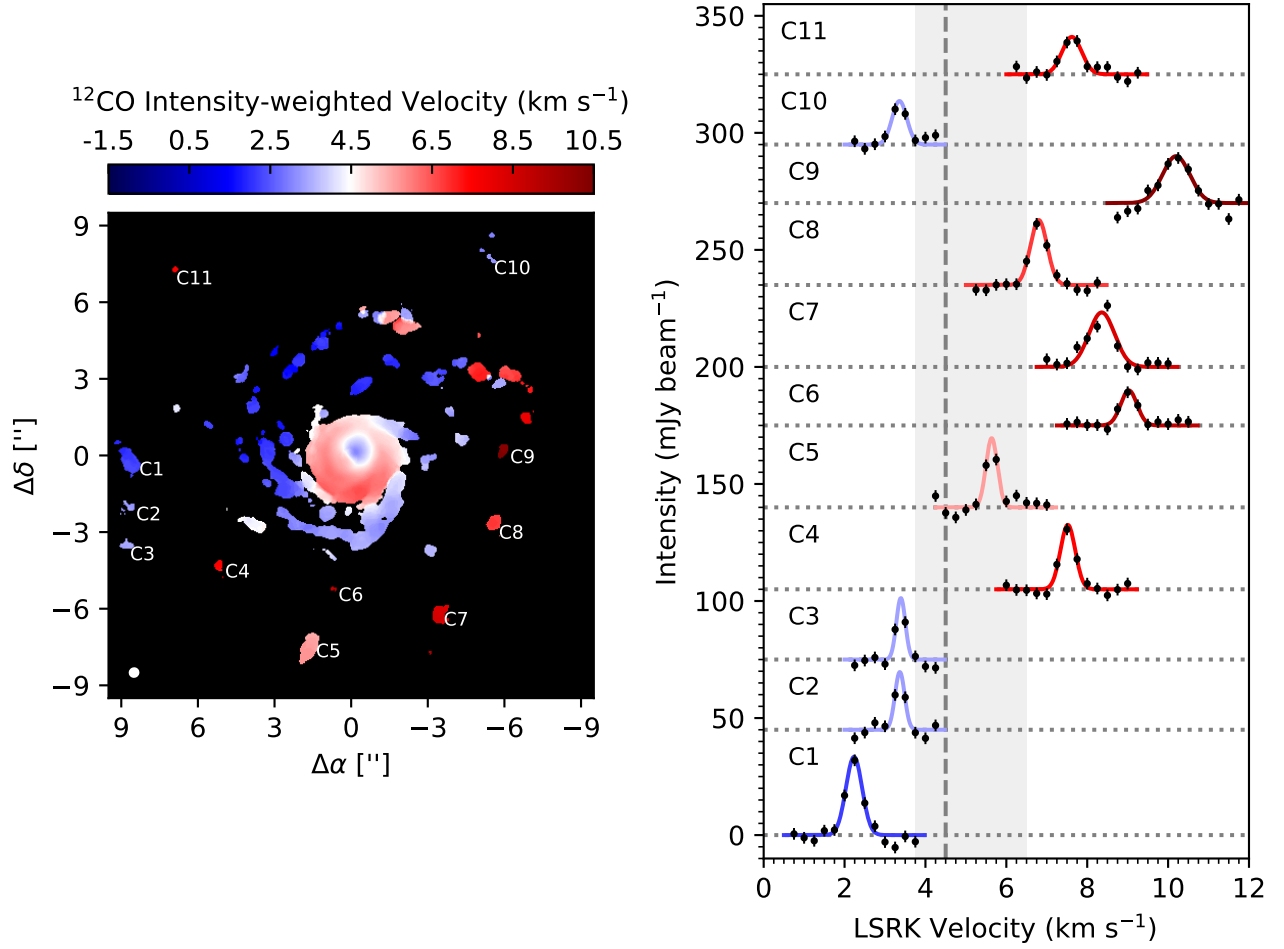 ¹²CO Intensity-weighted Velocity (km s⁻¹)
-1.5 0.5 2.5 4.5 6.5 8.5 10.5
9
6
3
0
−3
−6
−9
Δδ ['']
C11
C10
C1
C9
C2
C8
C3
C4
C6
C7
C5
9 6 3 0 −3 −6 −9
Δα ['']
350
300
250
200
150
100
50
0
Intensity (mJy beam⁻¹)
C11
C10
C9
C8
C7
C6
C5
C4
C3
C2
C1
0 2 4 6 8 10 12
LSRK Velocity (km s⁻¹)